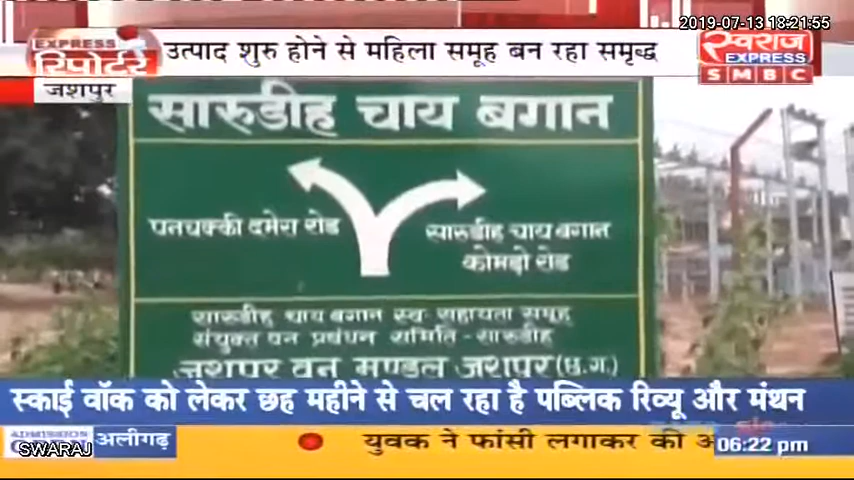 2019-07-13 18:21:55
EXPRESS
रिपोर्टर
उत्पाद शुरु होने से महिला समूह बन रहा समृद्ध
स्वराज
EXPRESS
SMBC
जशपुर
सारुडीह चाय बगान
पनचक्की दमेरा रोड
सारुडीह चाय बगान
कोमड़ो रोड
सारुडीह चाय बगान स्व. सहायता समूह
संयुक्त वन प्रबंधन समिति - सारुडीह
जशपुर वन मण्डल जशपुर (छ.ग.)
स्काई वॉक को लेकर छह महीने से चल रहा है पब्लिक रिव्यू और मंथन
ADMISSION
SWARAJ
अलीगढ़
युवक ने फांसी लगाकर की
06:22 pm